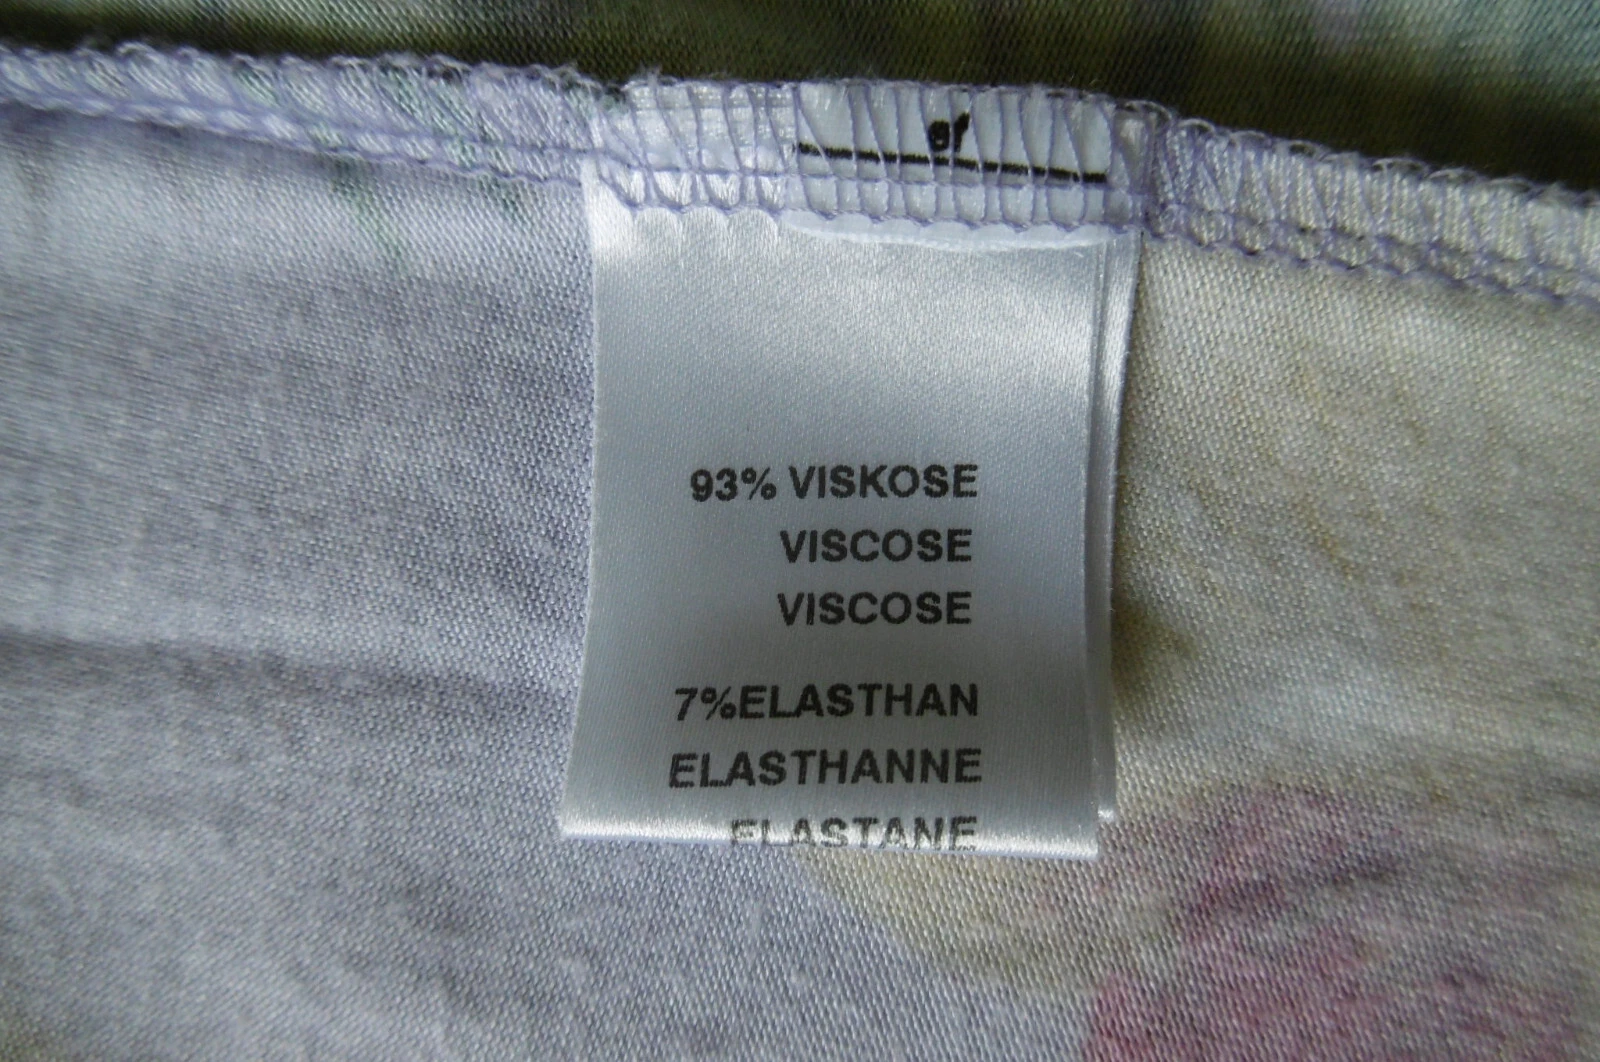 93% VISKOSE
VISCOSE
VISCOSE
7%ELASTHAN
ELASTHANNE
ELASTANE